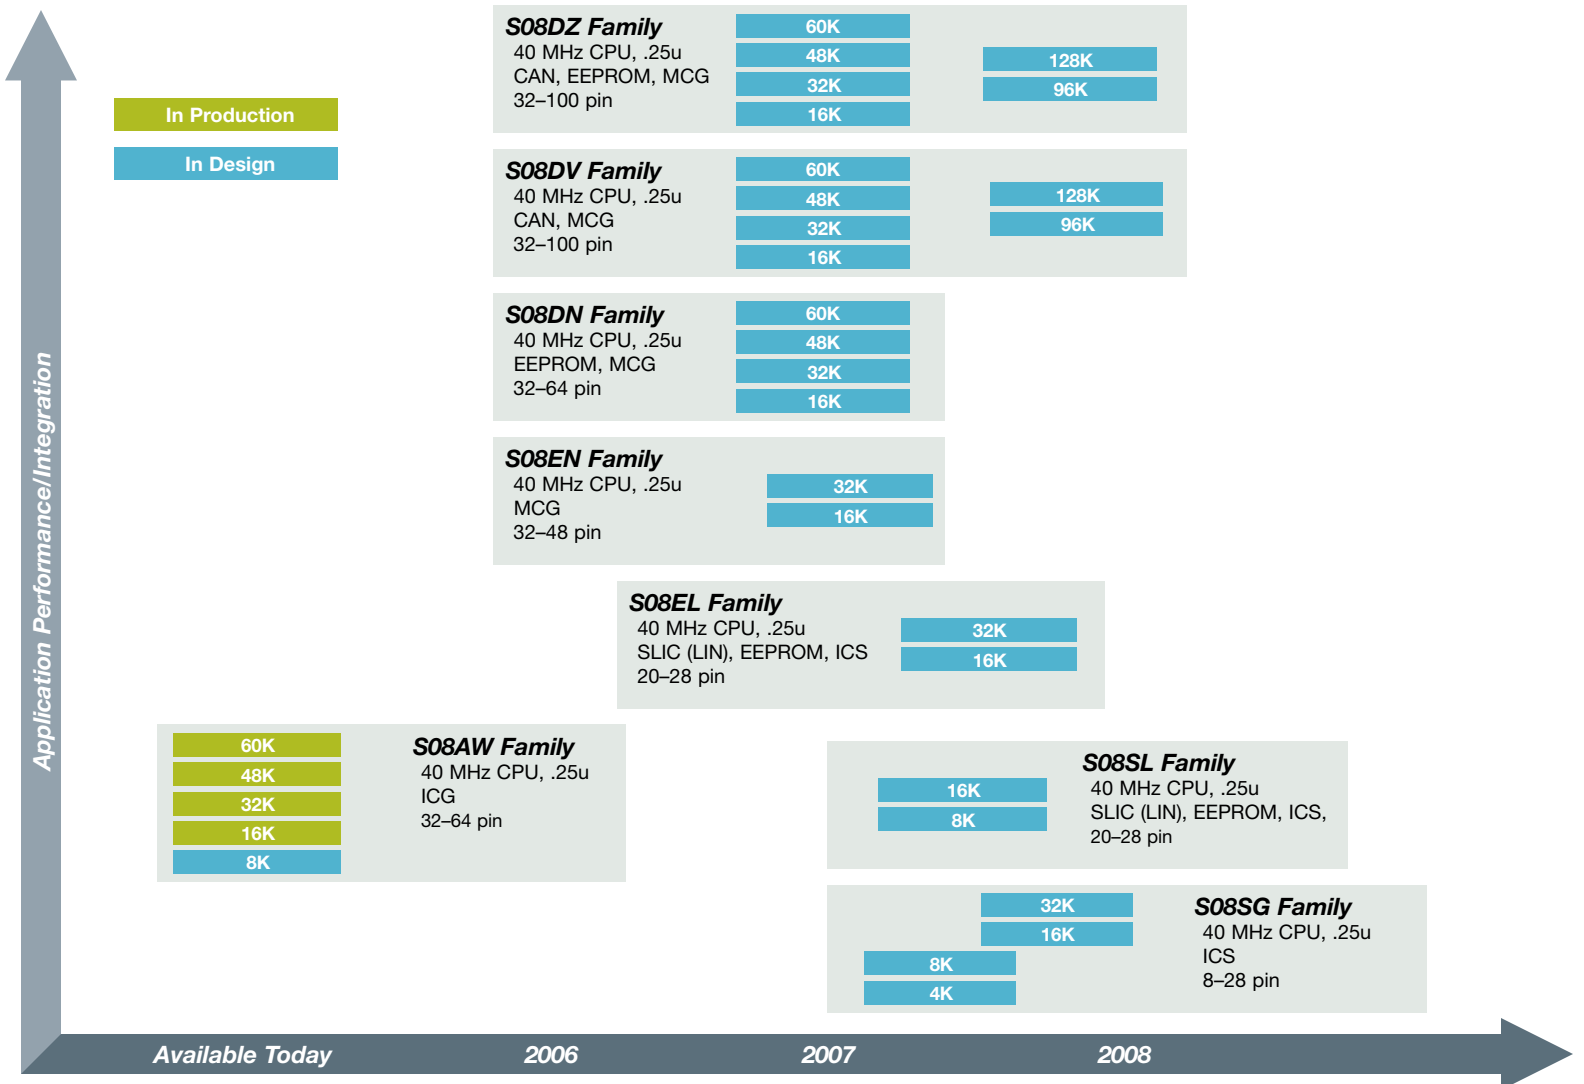 Application Performance/Integration
In Production
In Design
S08DZ Family
40 MHz CPU, .25u
CAN, EEPROM, MCG
32–100 pin
60K
48K
32K
16K
128K
96K
S08DV Family
40 MHz CPU, .25u
CAN, MCG
32–100 pin
60K
48K
32K
16K
128K
96K
S08DN Family
40 MHz CPU, .25u
EEPROM, MCG
32–64 pin
60K
48K
32K
16K
S08EN Family
40 MHz CPU, .25u
MCG
32–48 pin
32K
16K
S08EL Family
40 MHz CPU, .25u
SLIC (LIN), EEPROM, ICS
20–28 pin
32K
16K
60K
48K
32K
16K
8K
S08AW Family
40 MHz CPU, .25u
ICG
32–64 pin
16K
8K
S08SL Family
40 MHz CPU, .25u
SLIC (LIN), EEPROM, ICS,
20–28 pin
32K
16K
8K
4K
S08SG Family
40 MHz CPU, .25u
ICS
8–28 pin
Available Today
2006
2007
2008